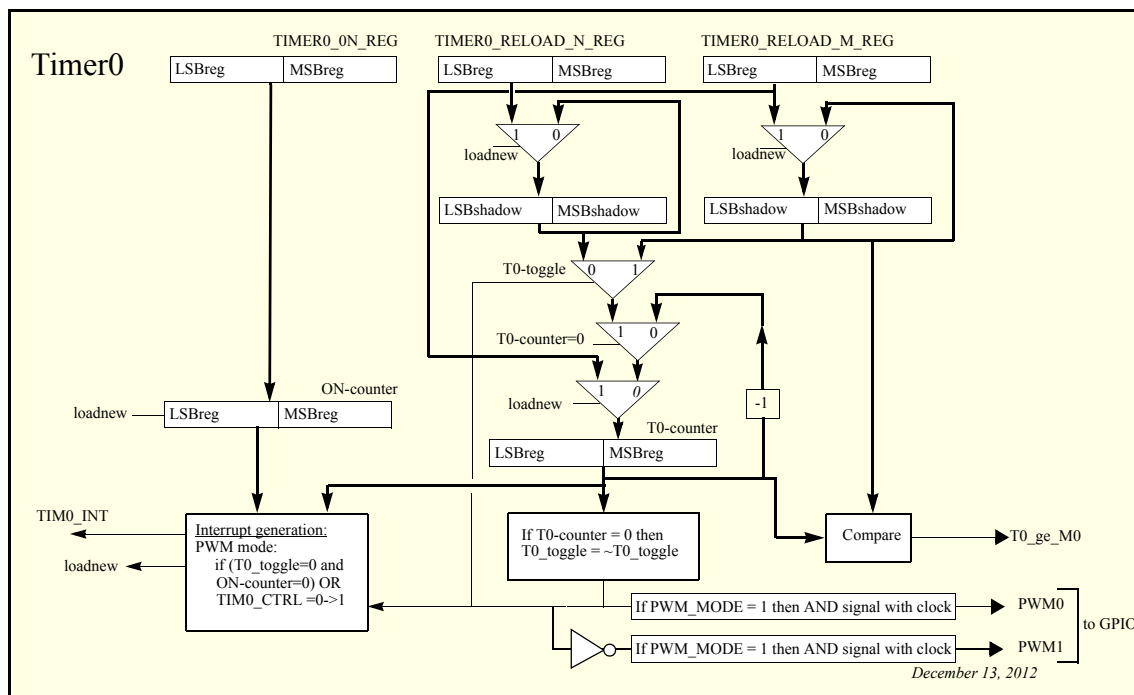 Timer0
TIMER0_0N_REG
TIMER0_RELOAD_N_REG
TIMER0_RELOAD_M_REG
LSBreg
MSBreg
LSBreg
MSBreg
LSBreg
MSBreg
1
0
loadnew
1
0
loadnew
LSBshadow
MSBshadow
LSBshadow
MSBshadow
T0-toggle
0
1
T0-counter=0
1
0
ON-counter
loadnew
LSBreg
MSBreg
loadnew
1
0
-1
T0-counter
LSBreg
MSBreg
TIM0_INT
loadnew
Interrupt generation:
PWM mode:
if (T0_toggle=0 and
ON-counter=0) OR
TIM0_CTRL =0->1
If T0-counter = 0 then
T0_toggle = ~T0_toggle
Compare
T0_ge_M0
If PWM_MODE = 1 then AND signal with clock
PWM0
to GPIO
If PWM_MODE = 1 then AND signal with clock
PWM1
December 13, 2012